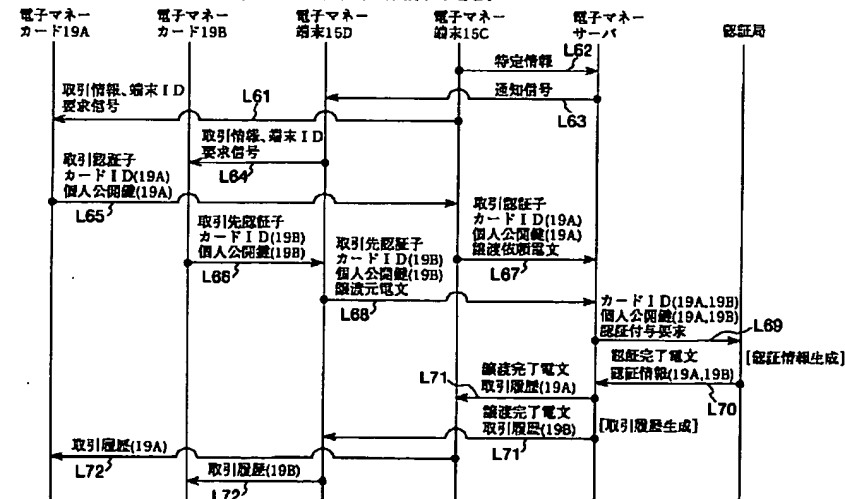 電子マネー
カード19A
電子マネー
カード19B
電子マネー
端末15D
電子マネー
端末15C
電子マネー
サーバ
認証局
L62
特定情報
通知信号
L63
取引情報、端末ID
要求信号
L61
取引情報、端末ID
要求信号
L64
取引認証子
カードID(19A)
個人公開鍵(19A)
L65
取引認証子
カードID(19A)
個人公開鍵(19A)
譲渡依頼電文
L67
取引先認証子
カードID(19B)
個人公開鍵(19B)
L66
取引先認証子
カードID(19B)
個人公開鍵(19B)
譲渡元電文
L68
カードID(19A,19B)
個人公開鍵(19A,19B)
認証付与要求
L69
認証完了電文
認証情報(19A,19B)
[認証情報生成]
L70
譲渡完了電文
L71
取引履歴(19A)
譲渡完了電文
取引履歴(19B)
[取引履歴生成]
L71
取引履歴(19A)
L72
取引履歴(19B)
L72